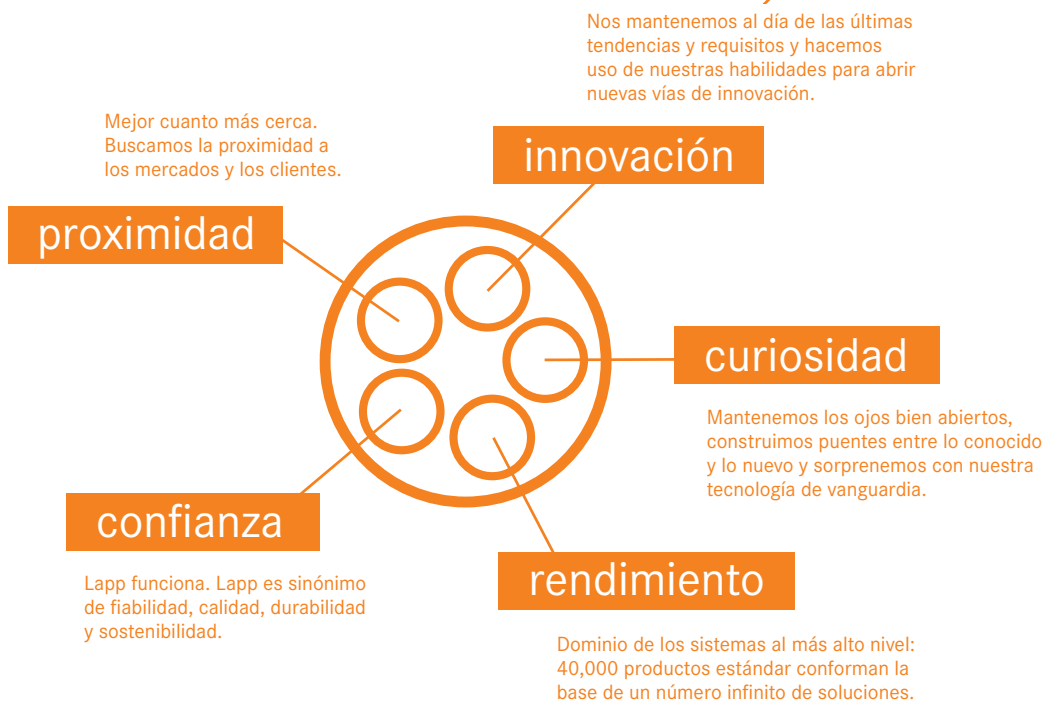 Nos mantenemos al día de las últimas
tendencias y requisitos y hacemos
uso de nuestras habilidades para abrir
nuevas vías de innovación.
innovación
Mejor cuanto más cerca.
Buscamos la proximidad a
los mercados y los clientes.
proximidad
curiosidad
Mantenemos los ojos bien abiertos,
construimos puentes entre lo conocido
y lo nuevo y sorprenemos con nuestra
tecnología de vanguardia.
confianza
Lapp funciona. Lapp es sinónimo
de fiabilidad, calidad, durabilidad
y sostenibilidad.
rendimiento
Dominio de los sistemas al más alto nivel:
40,000 productos estándar conforman la
base de un número infinito de soluciones.